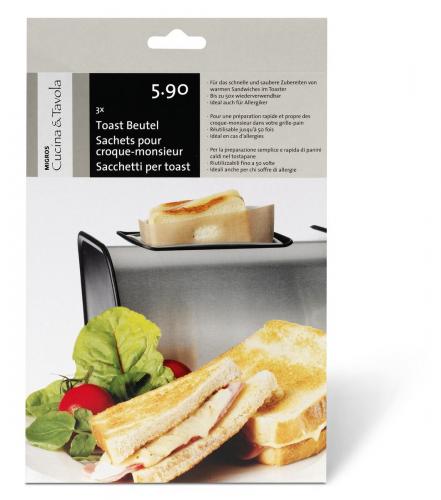 MIGROS
Cucina & Tavola
5.90
3x
Toast Beutel
Sachets pour
croque-monsieur
Sacchetti per toast
· Für das schnelle und saubere Zubereiten von
warmen Sandwiches im Toaster
· Bis zu 50x wiederverwendbar
· Ideal auch für Allergiker
· Pour une préparation rapide et propre des
croque-monsieur dans votre grille-pain
· Réutilisable jusqu'à 50 fois
· Idéal en cas d'allergies
· Per la preparazione semplice e rapida di panini
caldi nel tostapane
· Riutilizzabili fino a 50 volte
· Ideali anche per chi soffre di allergie